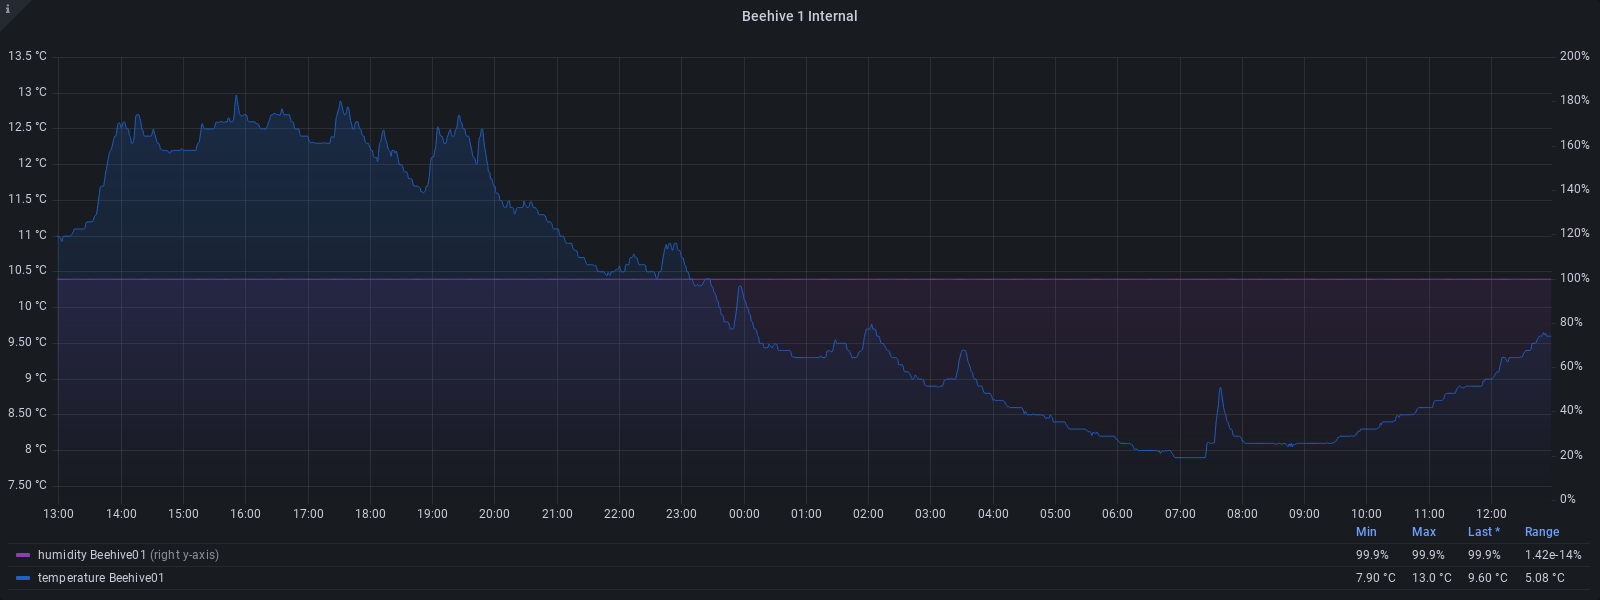 i
Beehive 1 Internal
13.5 °C 200%
13 °C 180%
12.5 °C 160%
12 °C 140%
11.5 °C 120%
11 °C 100%
10.5 °C 80%
10 °C 60%
9.50 °C 40%
9 °C 20%
8.50 °C 0%
8 °C
7.50 °C
13:00 14:00 15:00 16:00 17:00 18:00 19:00 20:00 21:00 22:00 23:00 00:00 01:00 02:00 03:00 04:00 05:00 06:00 07:00 08:00 09:00 10:00 11:00 12:00
Min Max Last * Range
humidity Beehive01 (right y-axis) 99.9% 99.9% 99.9% 1.42e-14%
temperature Beehive01 7.90 °C 13.0 °C 9.60 °C 5.08 °C